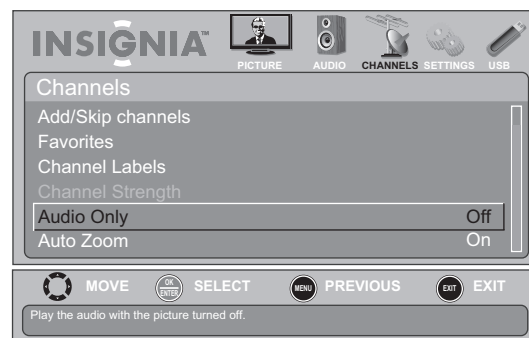 INSIGNIA™
PICTURE AUDIO CHANNELS SETTINGS USB
Channels
Add/Skip channels
Favorites
Channel Labels
Channel Strength
Audio Only Off
Auto Zoom On
MOVE OK ENTER SELECT MENU PREVIOUS EXIT EXIT
Play the audio with the picture turned off.